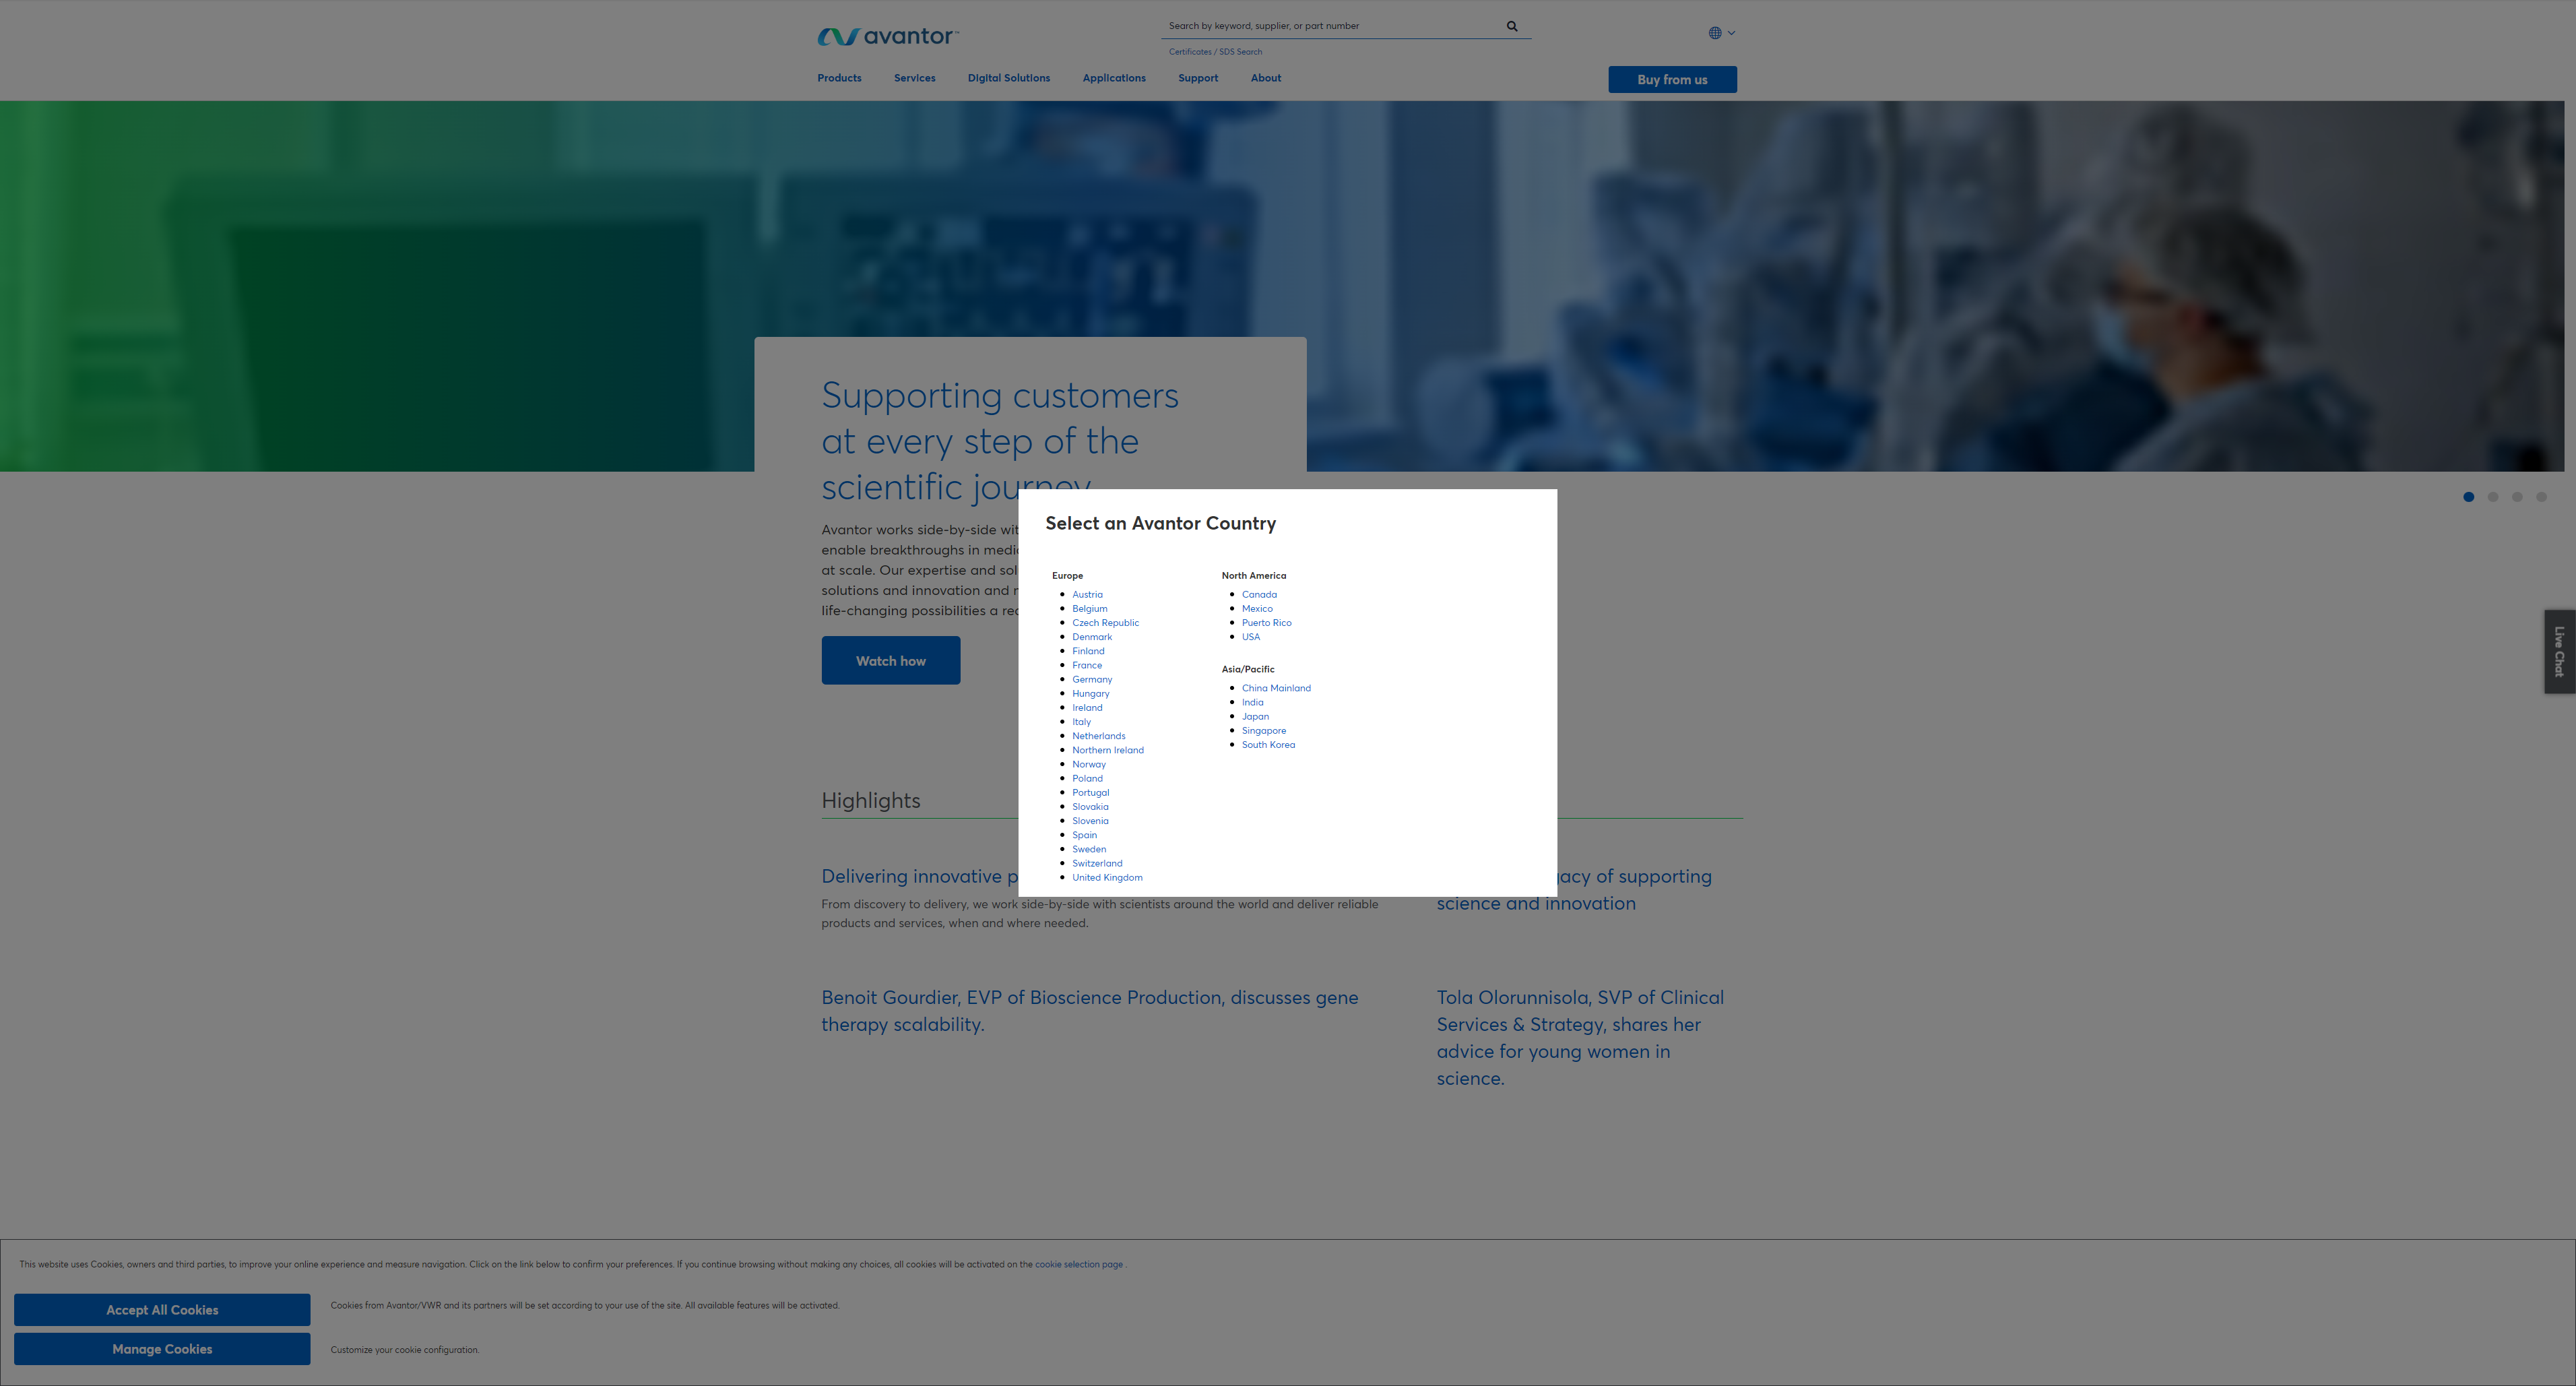 avantor™
Search by keyword, supplier, or part number
Certificates / SDS Search
Products Services Digital Solutions Applications Support About
Buy from us
Supporting customers
at every step of the
scientific journey
Avantor works side-by-side
enable breakthroughs in
at scale. Our expertise and
solutions and innovation and
life-changing possibilities a
Watch how
Select an Avantor Country
Europe
Austria
Belgium
Czech Republic
Denmark
Finland
France
Germany
Hungary
Ireland
Italy
Netherlands
Northern Ireland
Norway
Poland
Portugal
Slovakia
Slovenia
Spain
Sweden
Switzerland
United Kingdom
North America
Canada
Mexico
Puerto Rico
USA
Asia/Pacific
China Mainland
India
Japan
Singapore
South Korea
Live Chat
Highlights
Delivering innovative
From discovery to delivery, we work side-by-side with scientists around the world and deliver reliable
products and services, when and where needed.
of supporting
science and innovation
Benoit Gourdier, EVP of Bioscience Production, discusses gene
therapy scalability.
Tola Olorunnisola, SVP of Clinical
Services & Strategy, shares her
advice for young women in
science.
This website uses Cookies, owners and third parties, to improve your online experience and measure navigation. Click on the link below to confirm your preferences. If you continue browsing without making any choices, all cookies will be activated on the cookie selection page .
Accept All Cookies
Cookies from Avantor/VWR and its partners will be set according to your use of the site. All available features will be activated.
Manage Cookies
Customize your cookie configuration.